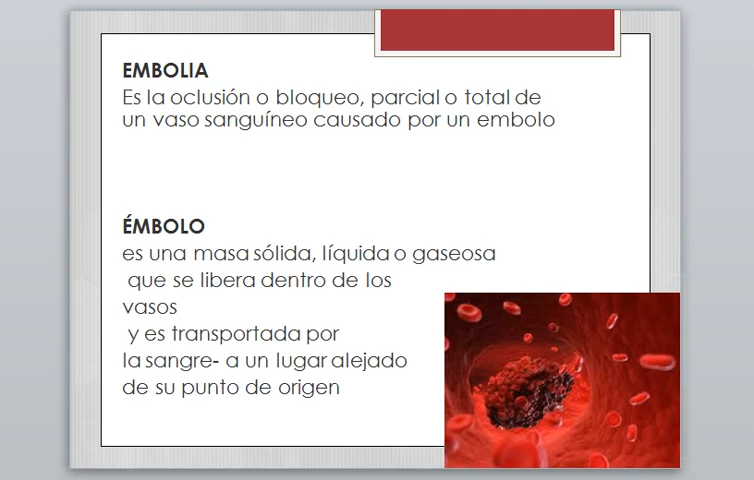 EMBOLIA
Es la oclusión o bloqueo, parcial o total de
un vaso sanguíneo causado por un embolo
ÉMBOLO
es una masa sólida, líquida o gaseosa
que se libera dentro de los
vasos
y es transportada por
la sangre- a un lugar alejado
de su punto de origen